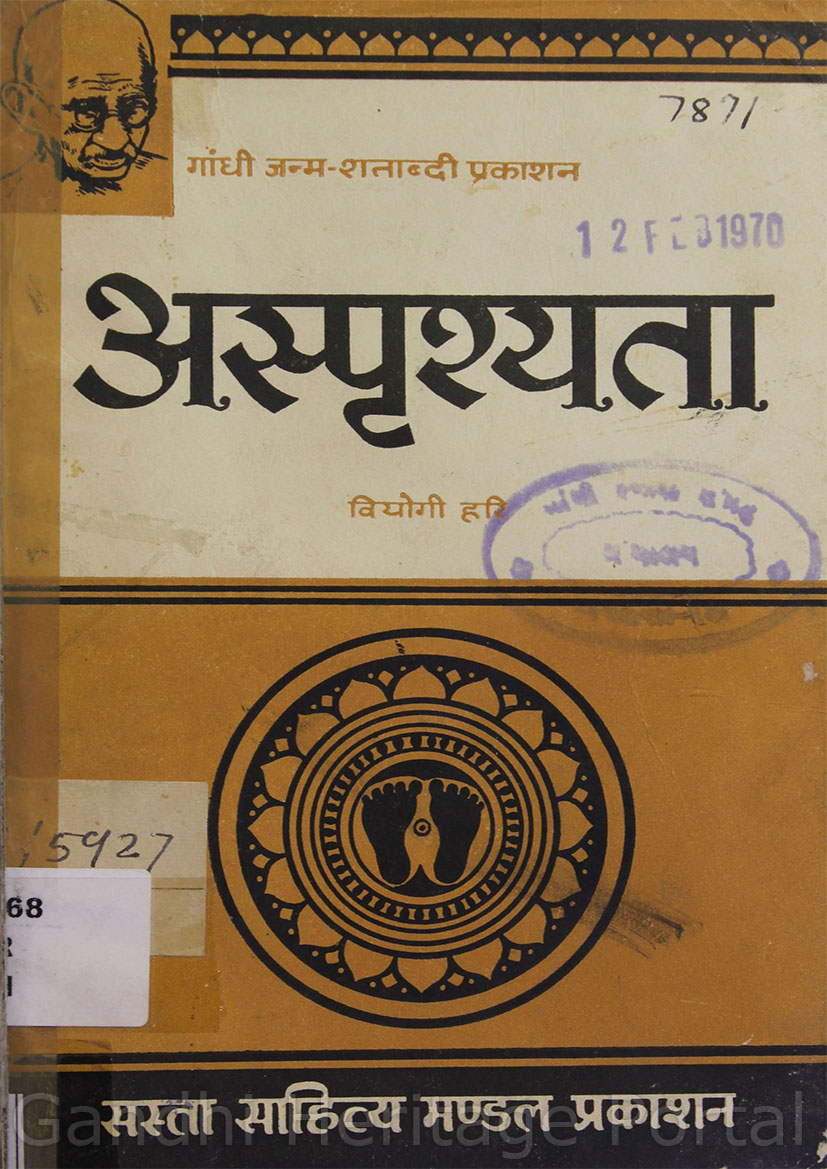 7871
गांधी जन्म-शताब्दी प्रकाशन
12 FEB 1970
अस्पृश्यता
वियोगी हरि
5927
68
सस्ता साहित्य मण्डल प्रकाशन
Gandhi Heritage Portal